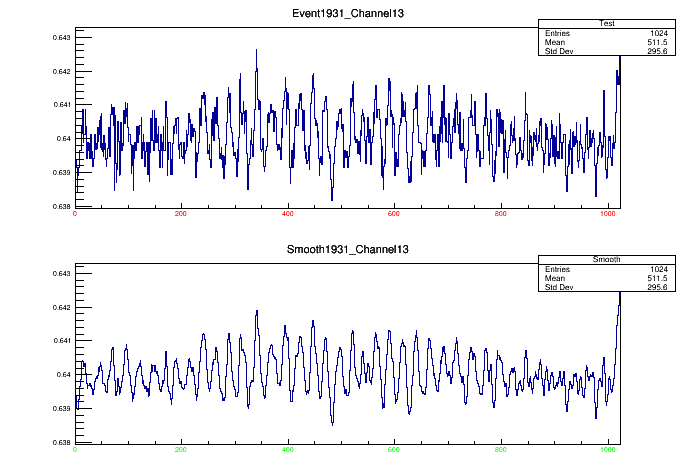 Event1931_Channel13
Test
Entries 1024
Mean 511.5
Std Dev 295.6
0.643
0.642
0.641
0.64
0.639
0.638
0 200 400 600 800 1000
Smooth1931_Channel13
Smooth
Entries 1024
Mean 511.5
Std Dev 295.6
0.643
0.642
0.641
0.64
0.639
0.638
0 200 400 600 800 1000